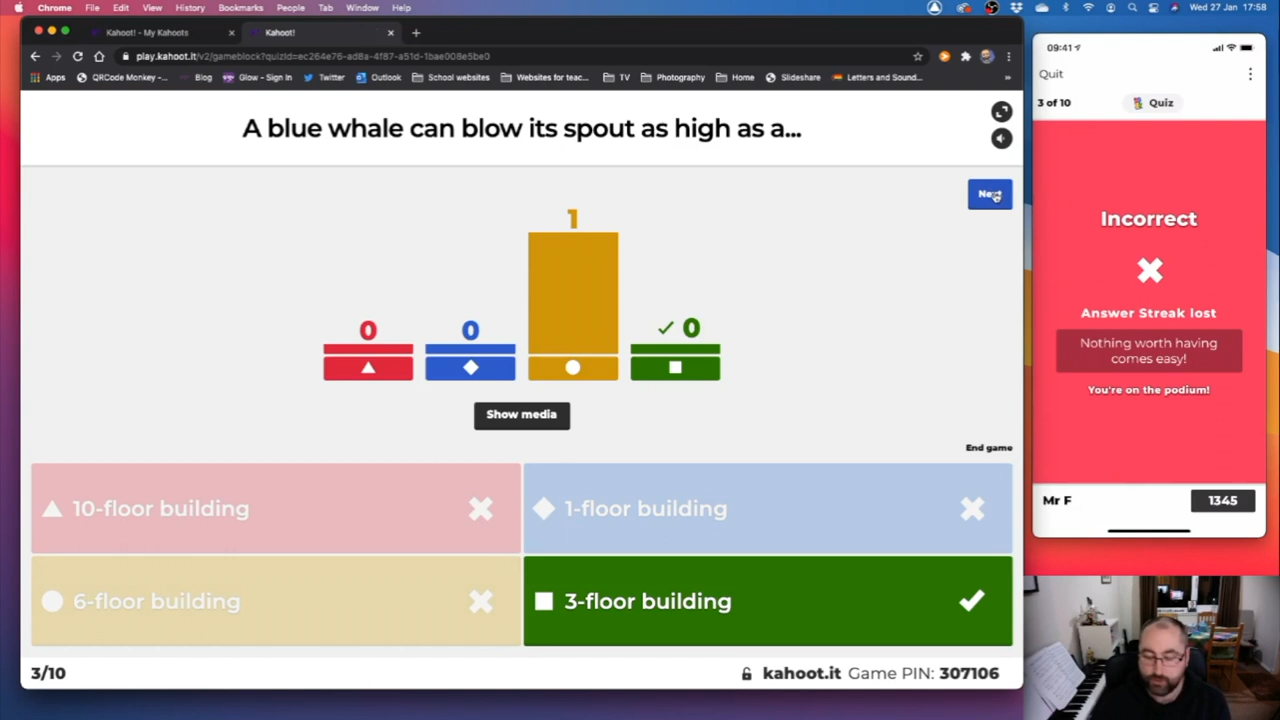 Chrome File Edit View History Bookmarks People Tab Window Help
Wed 27 Jan 17:58
Kahoot! - My Kahoots
Kahoot!
play.kahoot.it/v2/gameblock?quizId=ec264e76-ad8a-4f87-a51d-1bae008e5be0
Apps QRCode Monkey -... Blog Glow - Sign In Twitter Outlook School websites Websites for teac... TV Photography Home Slideshare Letters and Sound... »
A blue whale can blow its spout as high as a...
Next
1
0
0
0
Show media
End game
10-floor building
1-floor building
6-floor building
3-floor building
3/10
kahoot.it Game PIN: 307106
09:41
Quit
3 of 10
Quiz
Incorrect
Answer Streak lost
Nothing worth having
comes easy!
You're on the podium!
Mr F
1345